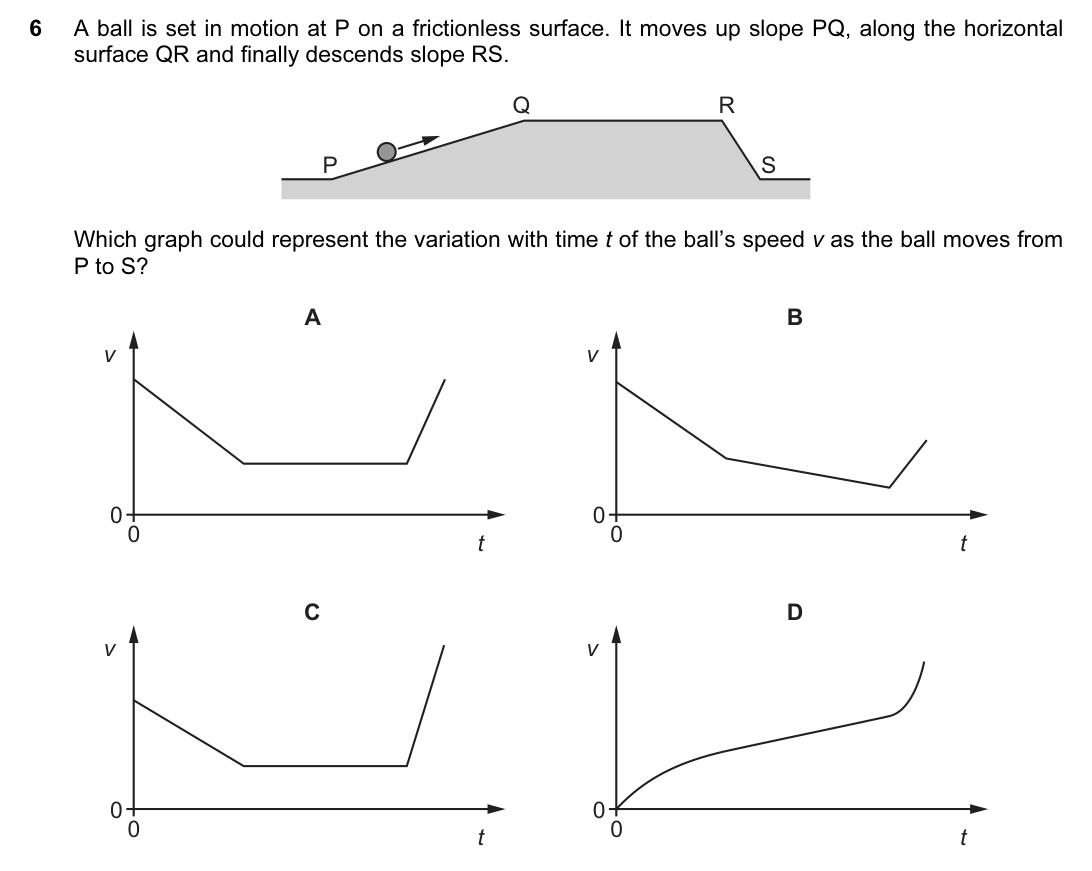 6 A ball is set in motion at P on a frictionless surface. It moves up slope PQ, along the horizontal
surface QR and finally descends slope RS.
Q R
P S
Which graph could represent the variation with time t of the ball’s speed v as the ball moves from
P to S?
A B
v v
0 0
0 0
t t
C D
v v
0 0
0 0
t t